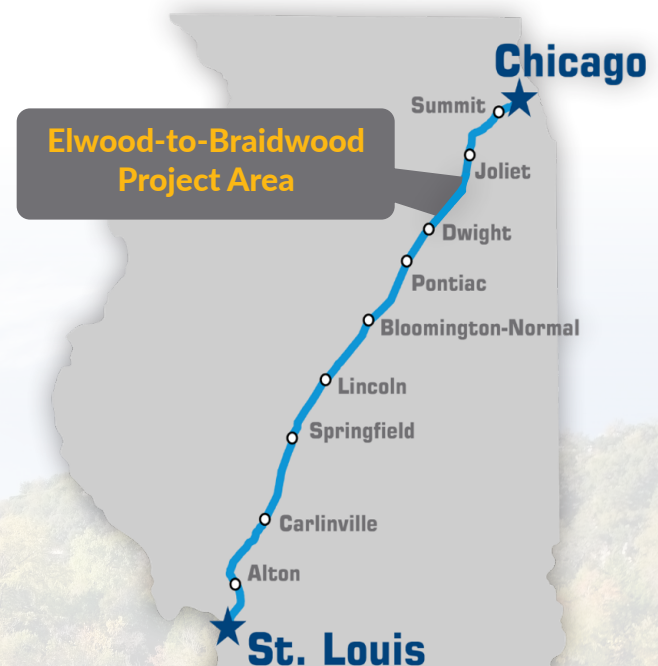 Chicago
Summit
Elwood-to-Braidwood
Project Area
Joliet
Dwight
Pontiac
Bloomington-Normal
Lincoln
Springfield
Carlinville
Alton
St. Louis